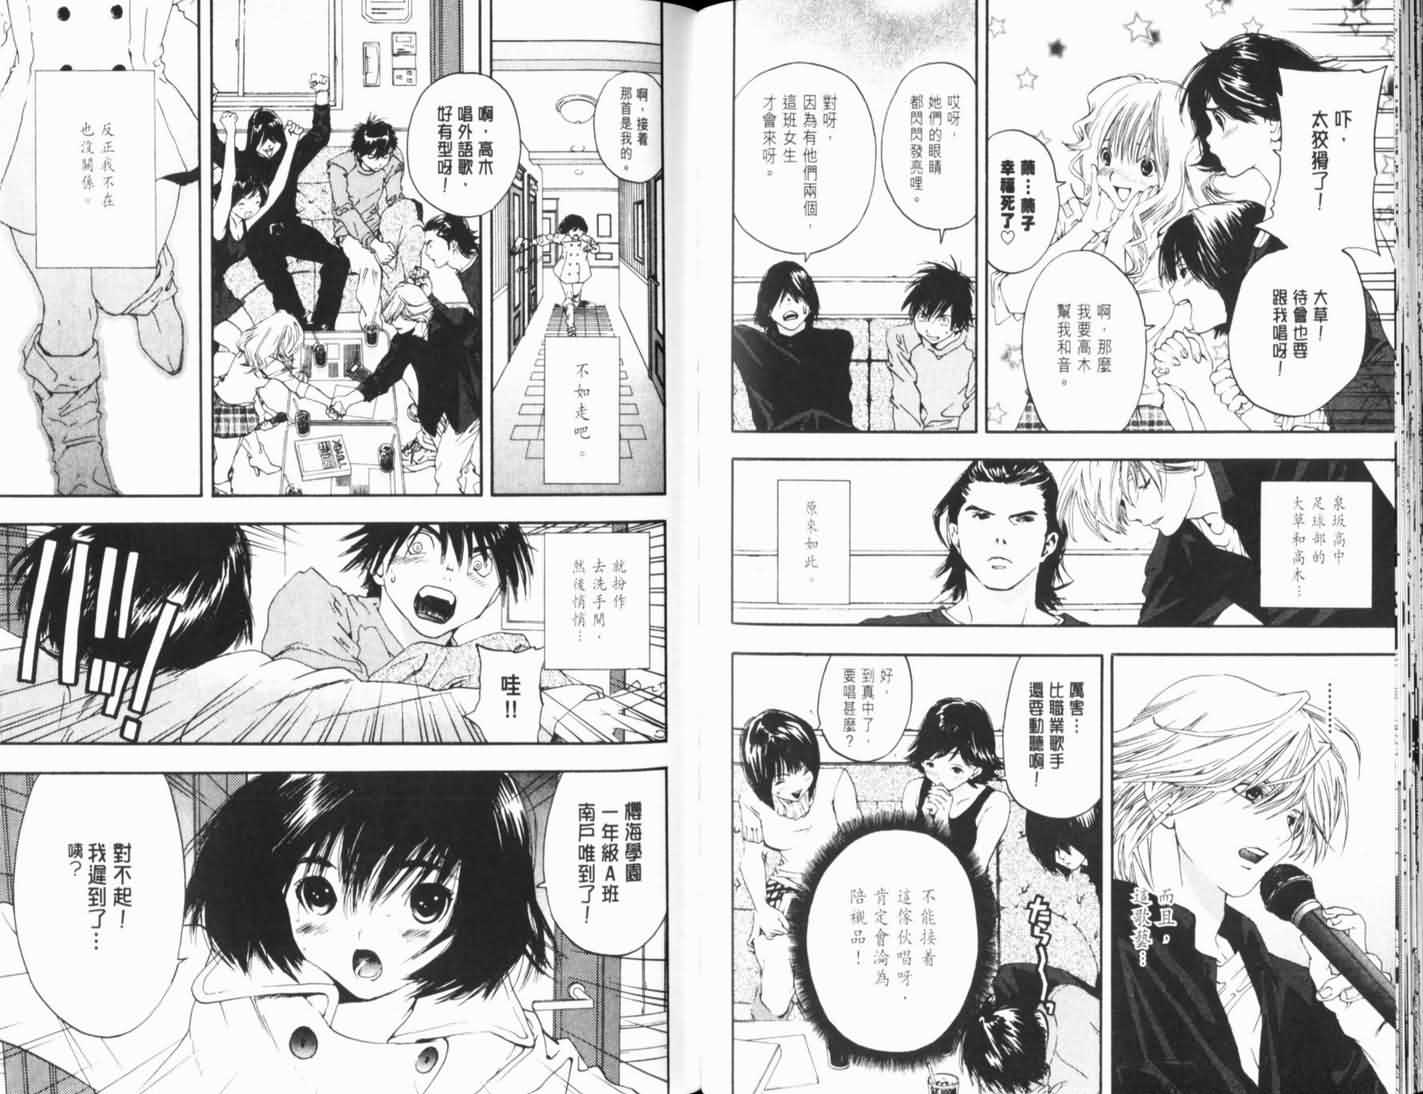 吓，
太狡猾了！
大草！
待會也要
跟我唱呀！
繭…繭子
幸福死了♡
啊，那麼
我要高木
幫我和音。
哎呀，
她們的眼睛
都閃閃發亮哩。
對呀，
因為有他們兩個，
這班女生
才會來呀。
泉坂高中
足球部的
大草和高木…
原來如此。
………
而且，
這歌藝…
厲害…
比職業歌手
還要動聽啊！
好，
到真中了，
要唱甚麼？
不能接着
這傢伙唱呀，
肯定會淪為
陪襯品！
たらーっ
啊，接着
那首是我的。
不如走吧。
啊，高木
唱外語歌，
好有型呀！
反正我不在
也沒關係。
就扮作
去洗手間，
然後悄悄…
哇!!
櫻海學園
一年級A班
南戶唯到了！
對不起！
我遲到了…
咦？